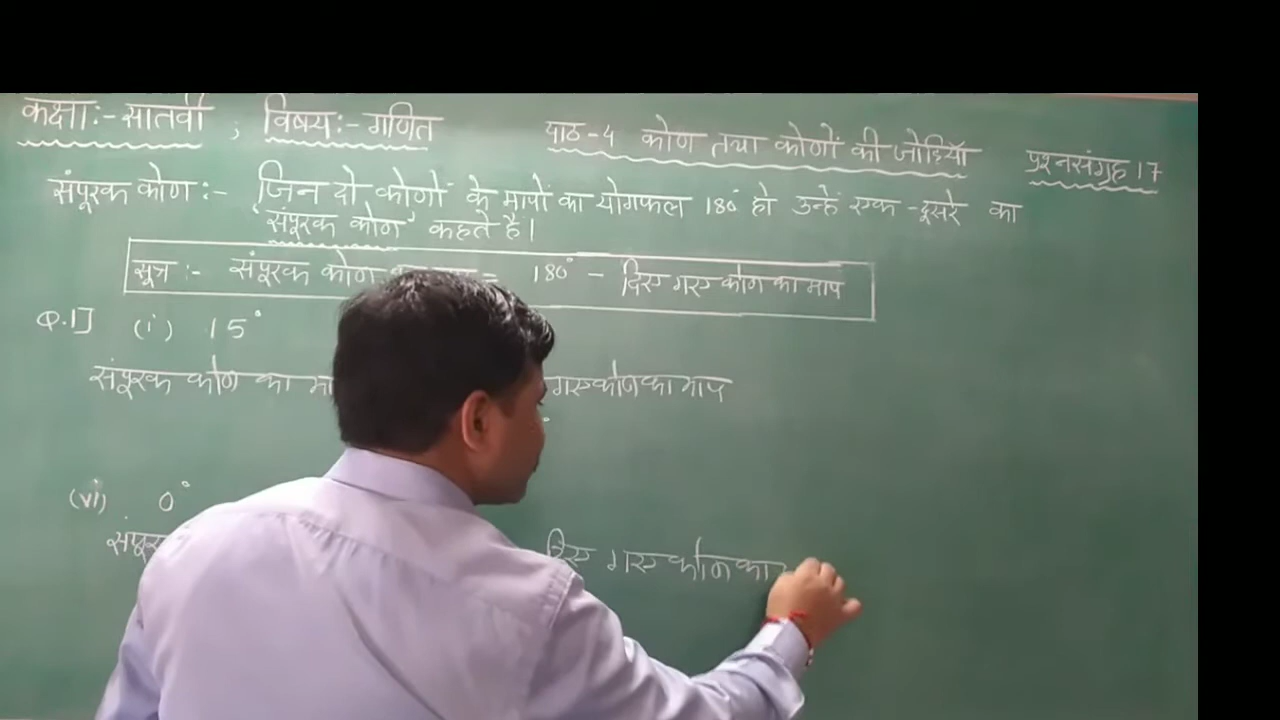 कक्षा:- सातवी , विषय:- गणित पाठ-4 कोण तथा कोणों की जोडियाँ प्रश्नसंग्रह 17
संपूरक कोण:- जिन दो कोणों के मापों का योगफल 180° हो उन्हें एक-दूसरे का
'संपूरक कोण' कहते है।
सूत्र:- संपूरक कोण = 180° - दिए गए कोण का माप
Q.1] (i) 15°
संपूरक कोण का गए कोण का माप
(vi) 0°
दिए गए कोण का